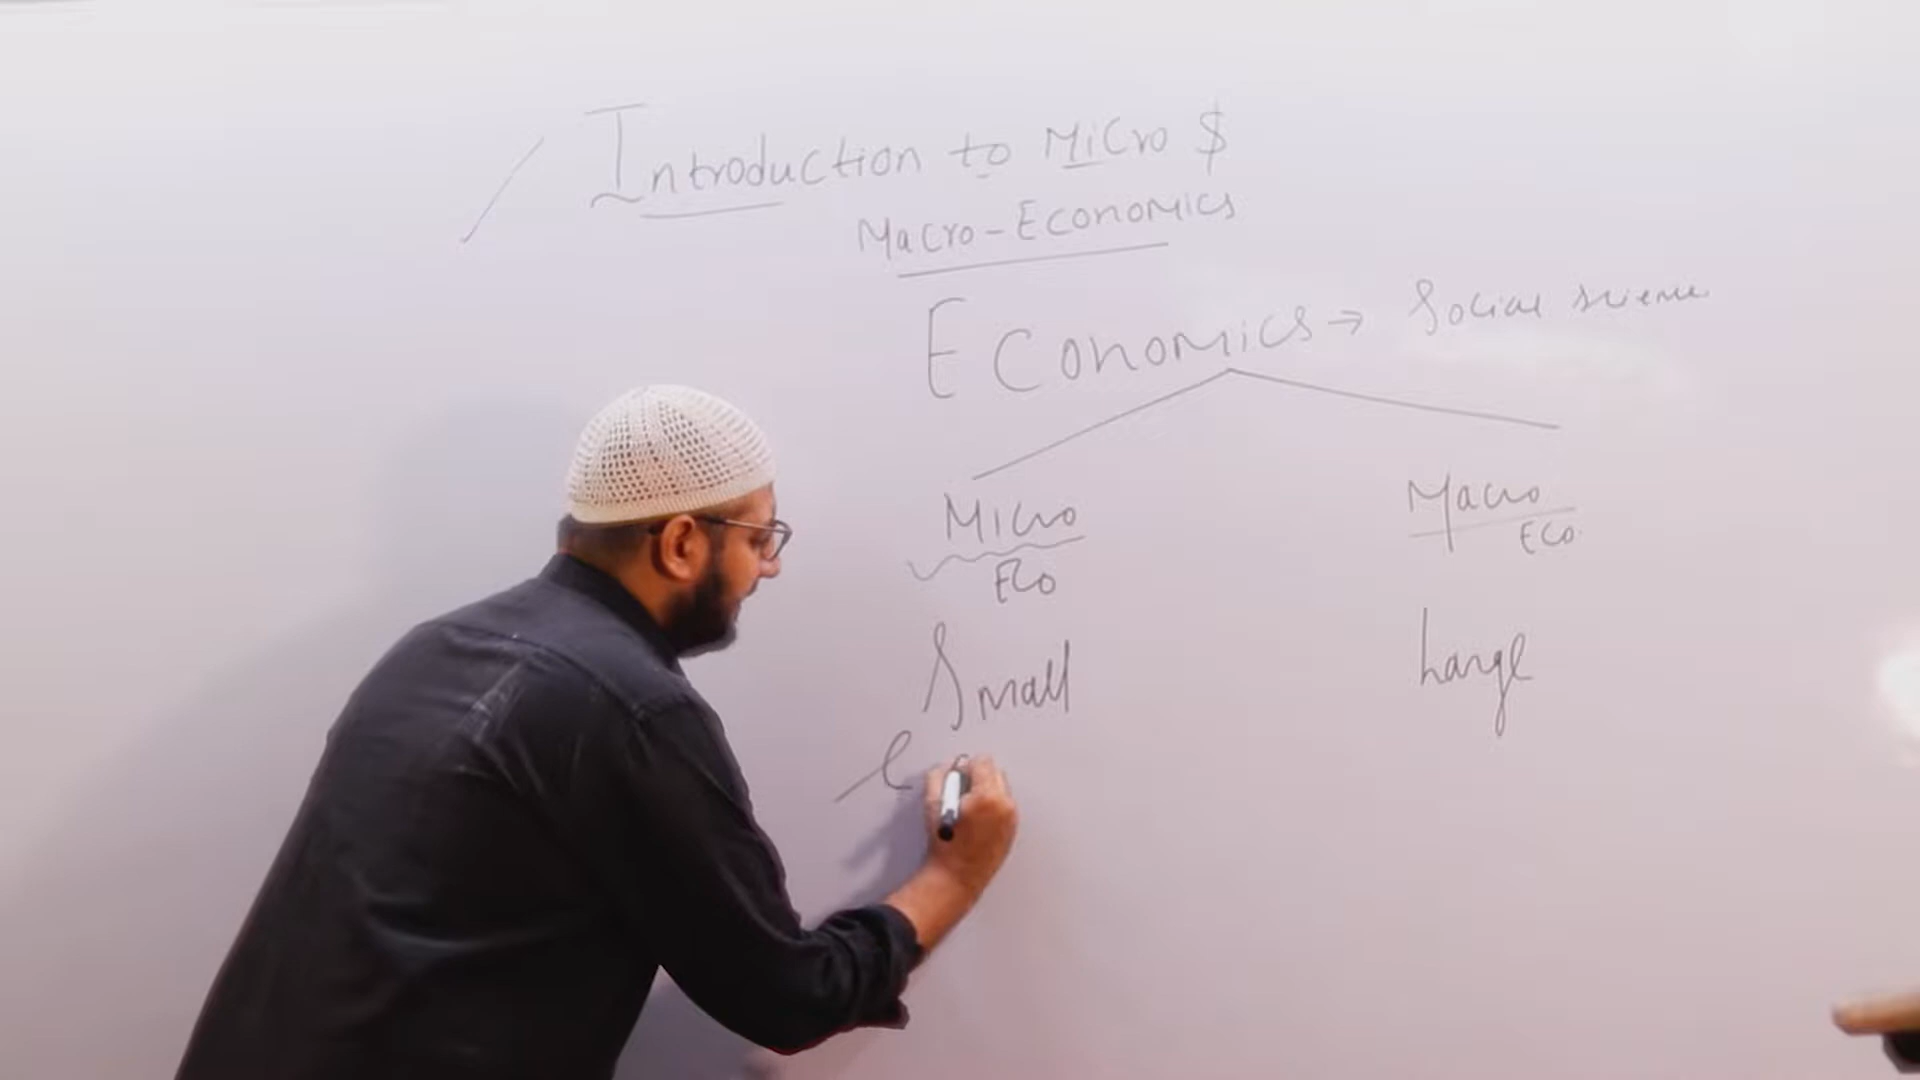 Introduction to Micro $
Macro-Economics
Economics → Social science
Micro Macro
Eco Eco.
Small Large